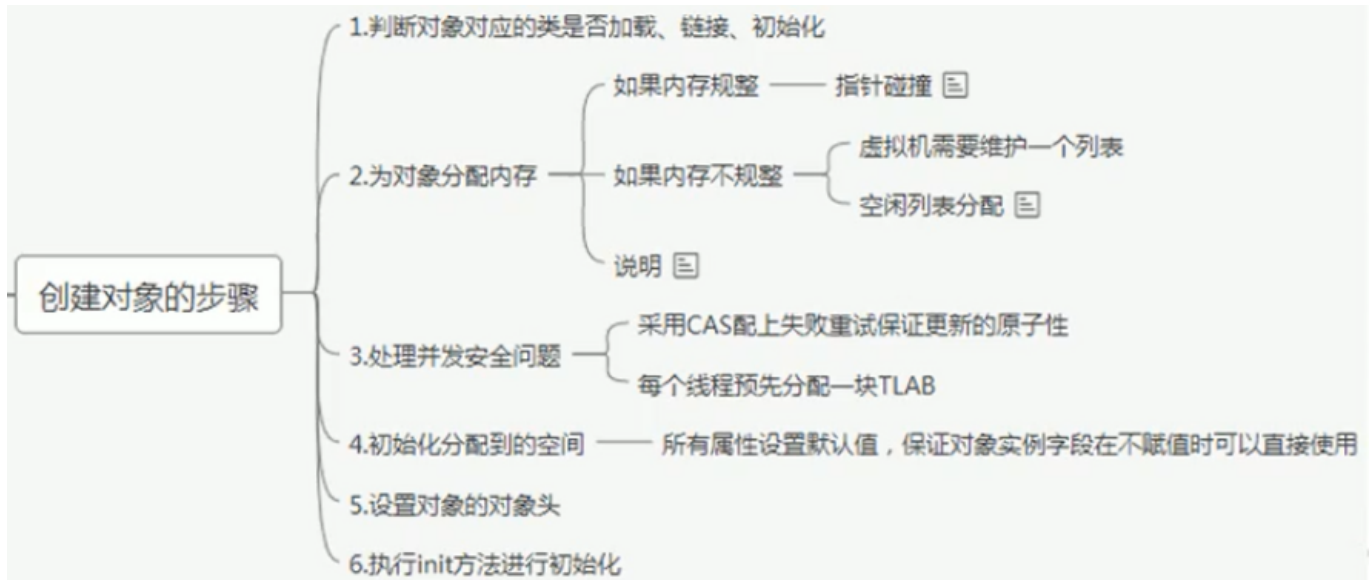 创建对象的步骤
1.判断对象对应的类是否加载、链接、初始化
2.为对象分配内存
如果内存规整
指针碰撞
如果内存不规整
虚拟机需要维护一个列表
空闲列表分配
说明
3.处理并发安全问题
采用CAS配上失败重试保证更新的原子性
每个线程预先分配一块TLAB
4.初始化分配到的空间
所有属性设置默认值，保证对象实例字段在不赋值时可以直接使用
5.设置对象的对象头
6.执行init方法进行初始化